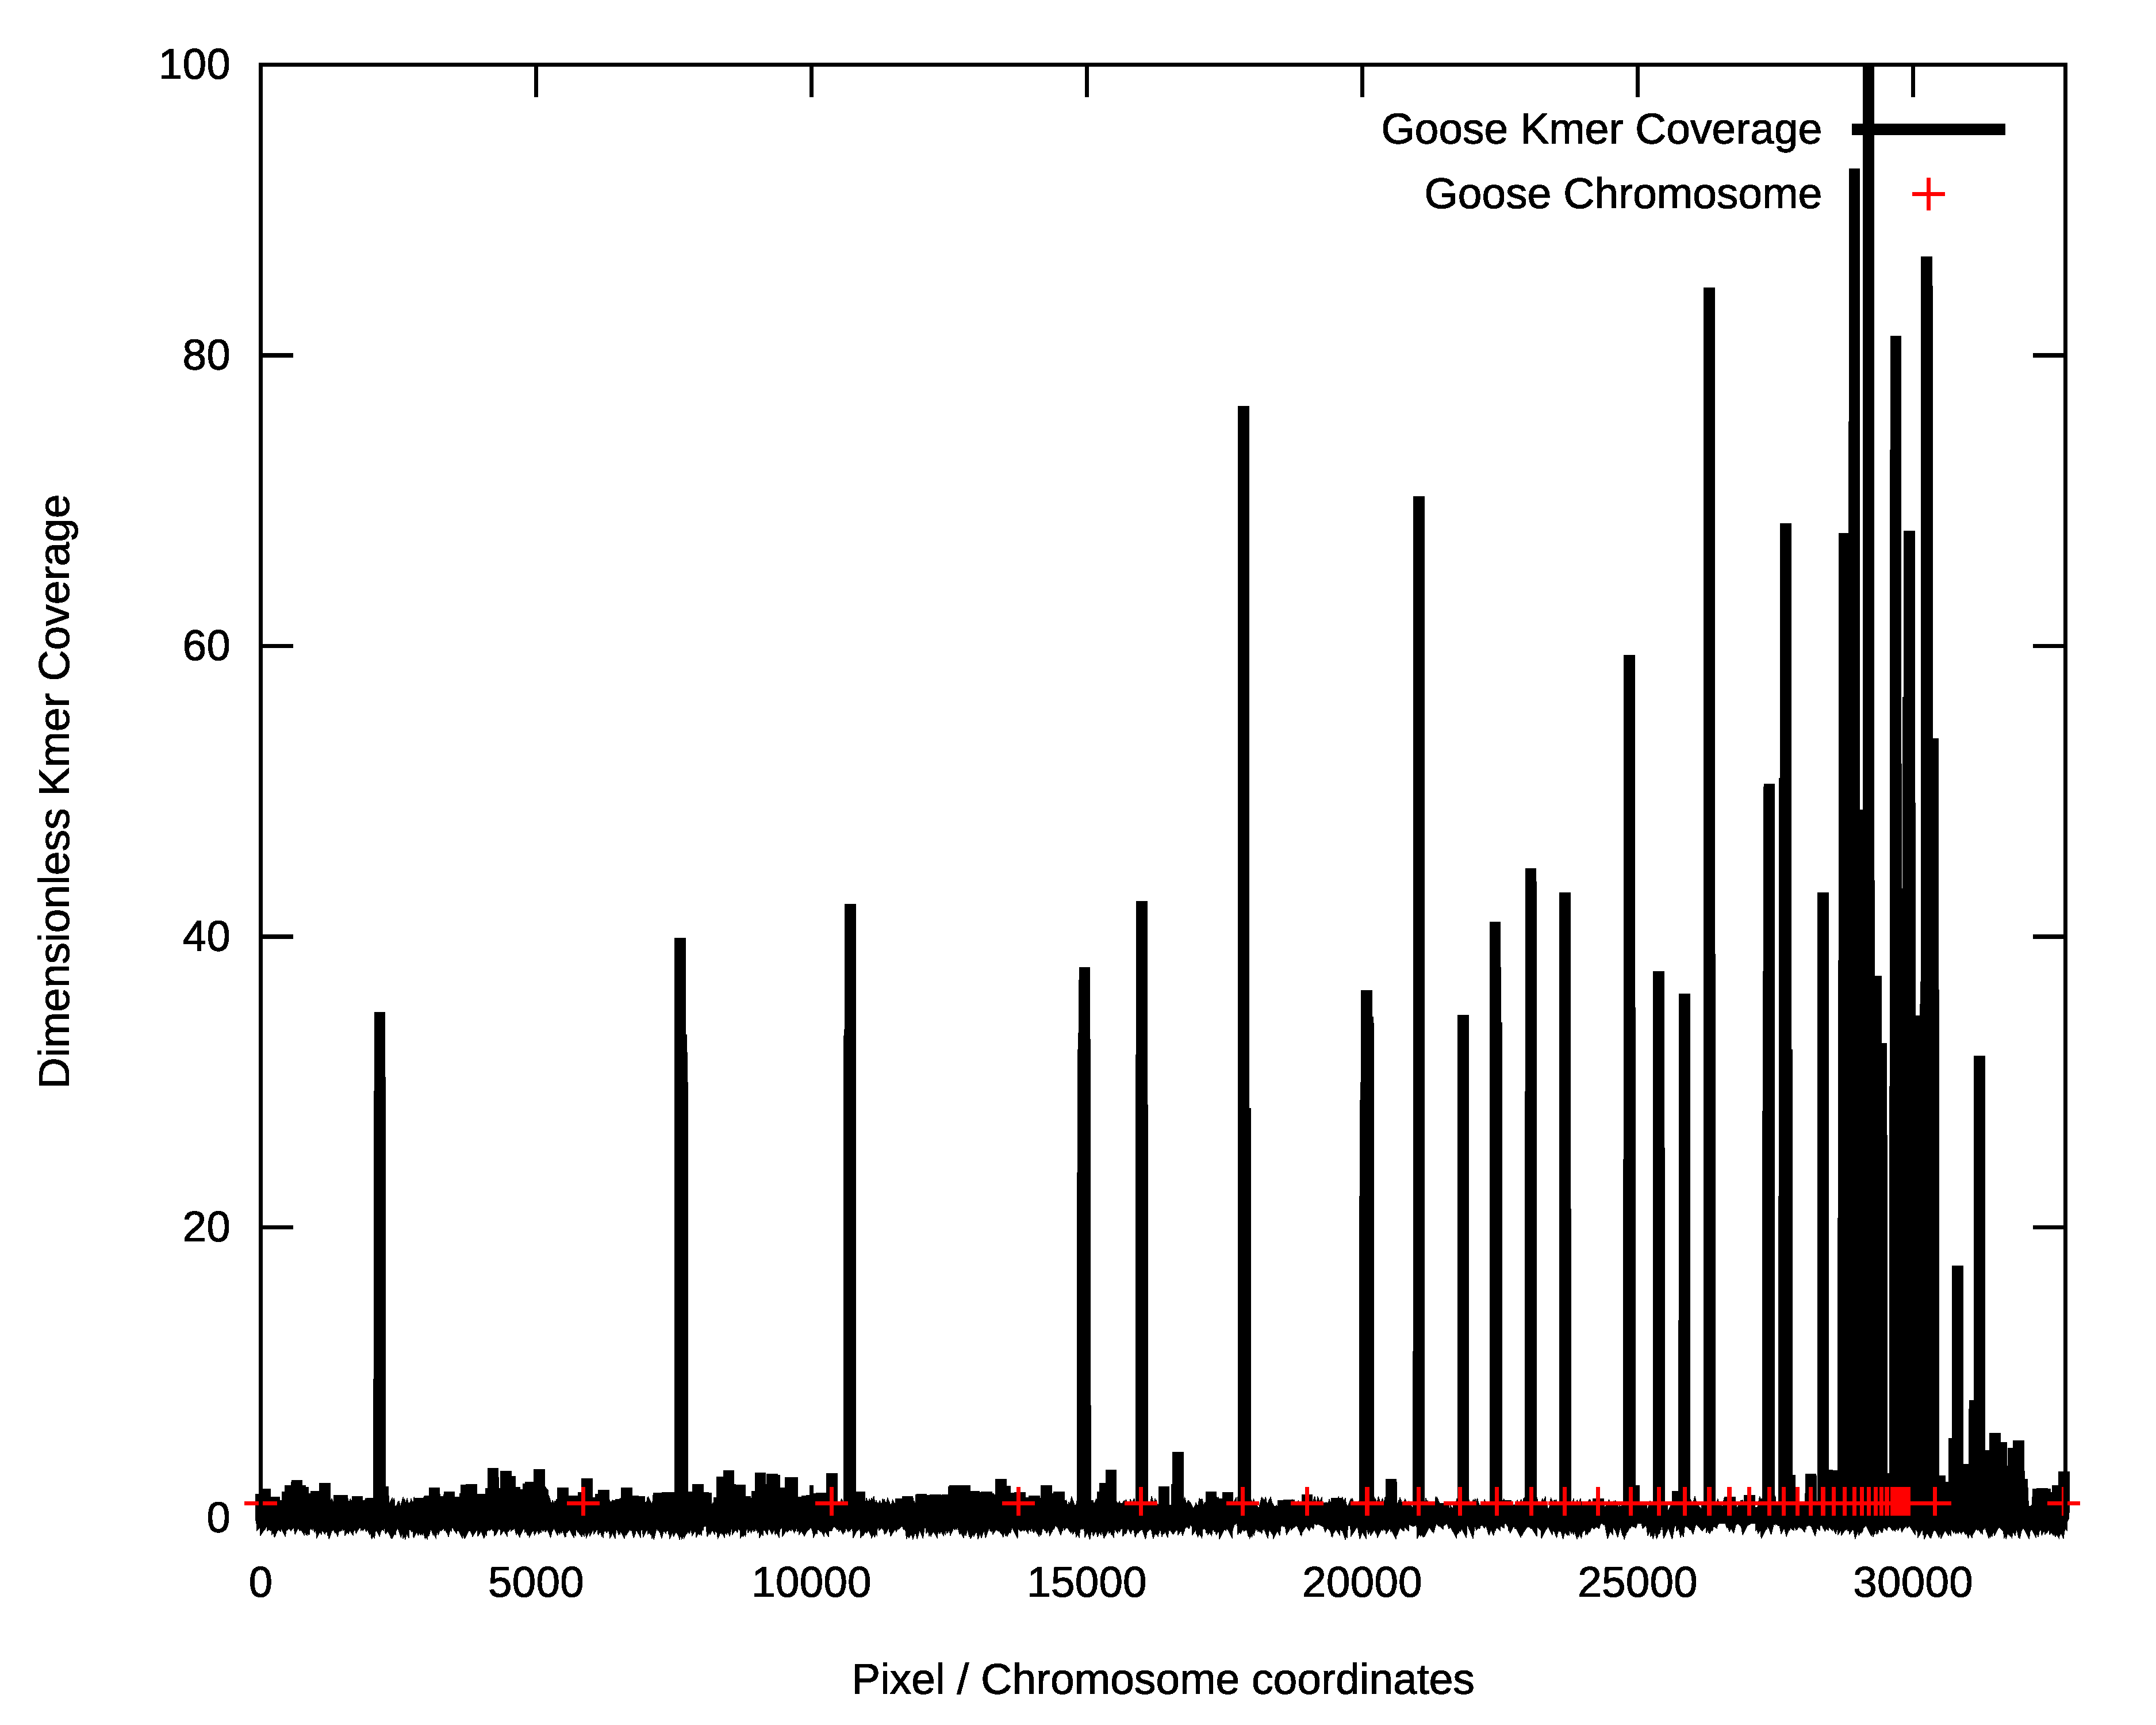 100
80
60
40
20
0
Dimensionless Kmer Coverage
Goose Kmer Coverage
Goose Chromosome
0 5000 10000 15000 20000 25000 30000
Pixel / Chromosome coordinates